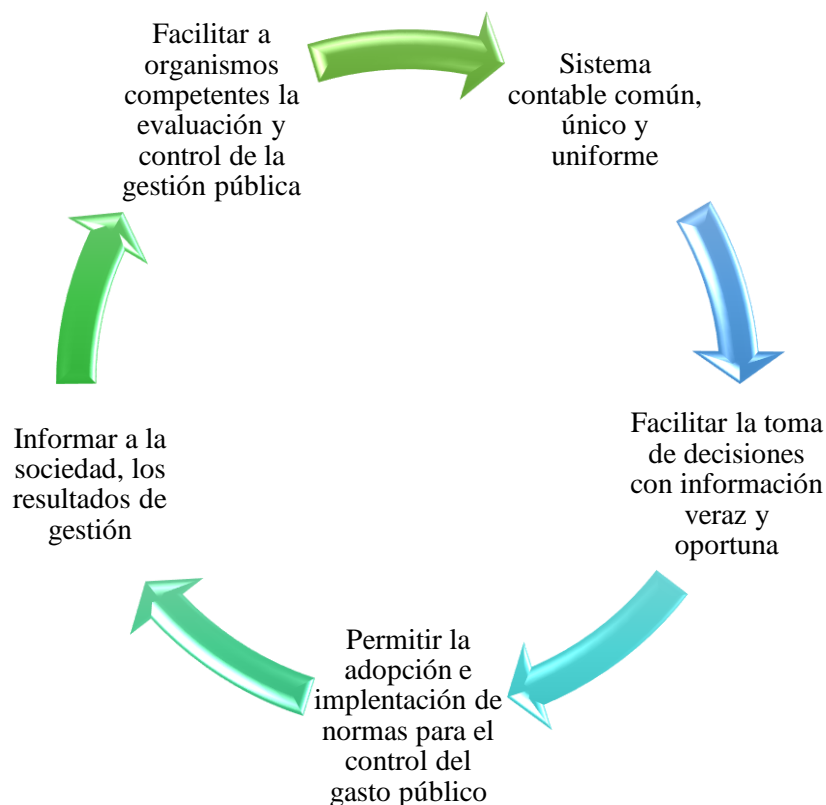 Facilitar a
organismos
competentes la
evaluación y
control de la
gestión pública
Sistema
contable común,
único y
uniforme
Facilitar la toma
de decisiones
con información
veraz y
oportuna
Permitir la
adopción e
implentación de
normas para el
control del
gasto público
Informar a la
sociedad, los
resultados de
gestión